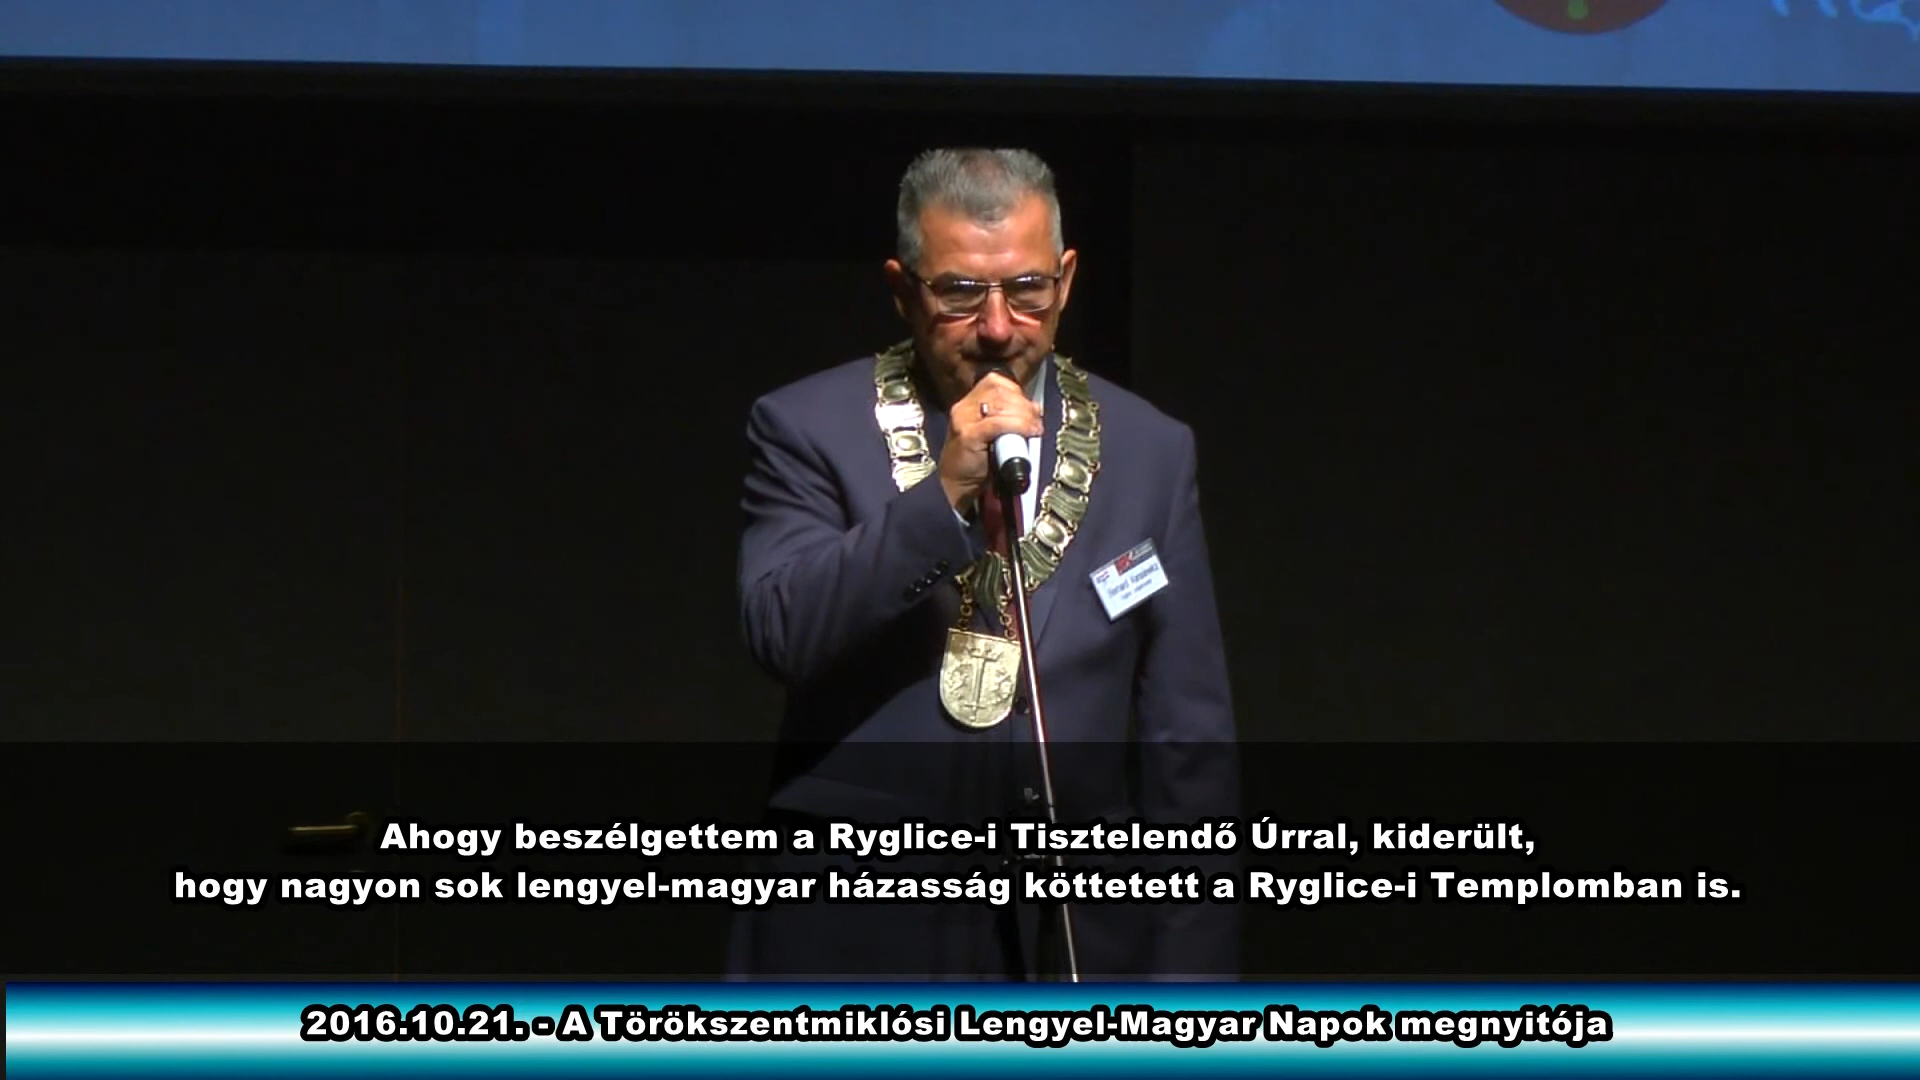 Ahogy beszélgettem a Ryglice-i Tisztelendő Úrral, kiderült,
hogy nagyon sok lengyel-magyar házasság köttetett a Ryglice-i Templomban is.
2016.10.21. - A Törökszentmiklósi Lengyel-Magyar Napok megnyitója